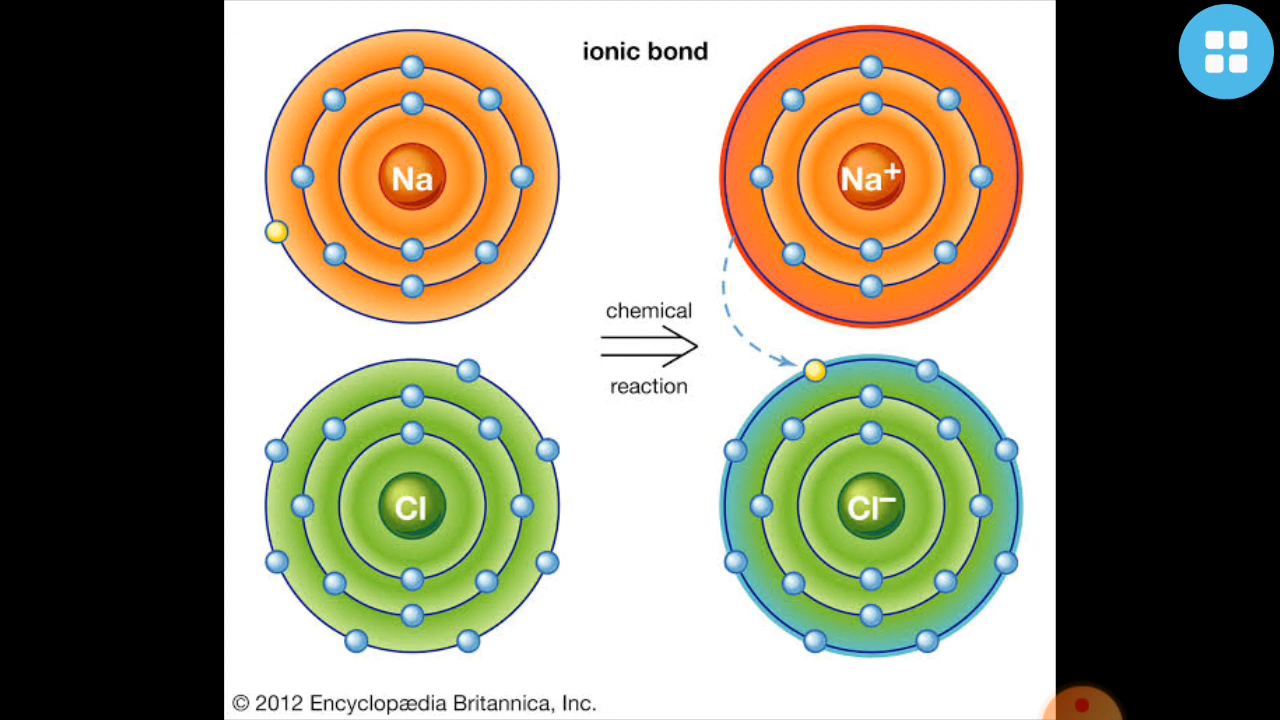 ionic bond
Na
Na⁺
chemical
reaction
Cl
Cl⁻
© 2012 Encyclopædia Britannica, Inc.